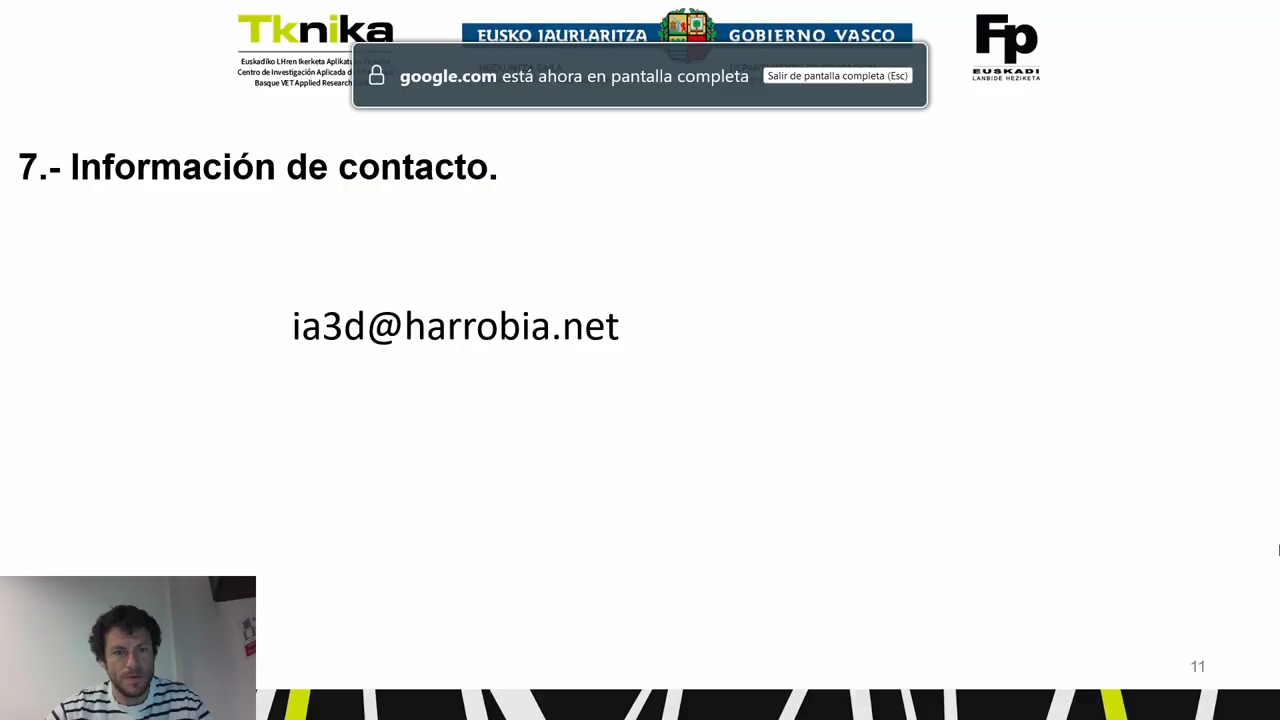 Tknika
EUSKO JAURLARITZA
GOBIERNO VASCO
Fp
EUSKADI
LANBIDE HEZIKETA
Euskadiko LHren Ikerketa Aplikatu
Centro de Investigación Aplicada d
Basque VET Applied Research
google.com está ahora en pantalla completa
Salir de pantalla completa (Esc)
7.- Información de contacto.
ia3d@harrobia.net
11